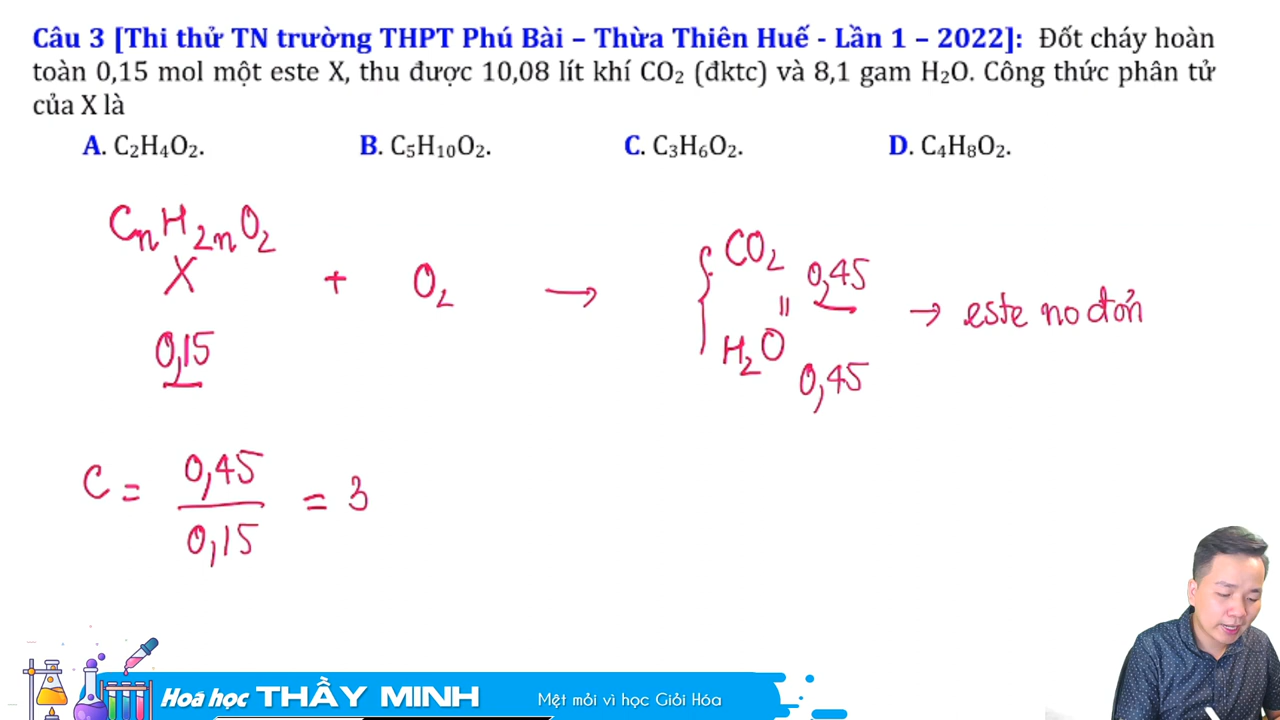 Câu 3 [Thi thử TN trường THPT Phú Bài – Thừa Thiên Huế - Lần 1 – 2022]: Đốt cháy hoàn
toàn 0,15 mol một este X, thu được 10,08 lít khí CO₂ (đktc) và 8,1 gam H₂O. Công thức phân tử
của X là
A. C₂H₄O₂. B. C₅H₁₀O₂. C. C₃H₆O₂. D. C₄H₈O₂.
CₙH₂ₙO₂
X + O₂ → { CO₂ 0,45
0,15
=
H₂O 0,45
→ este no đơn
C = 0,45 / 0,15 = 3
Hoá học THẦY MINH Mệt mỏi vì học Giỏi Hóa